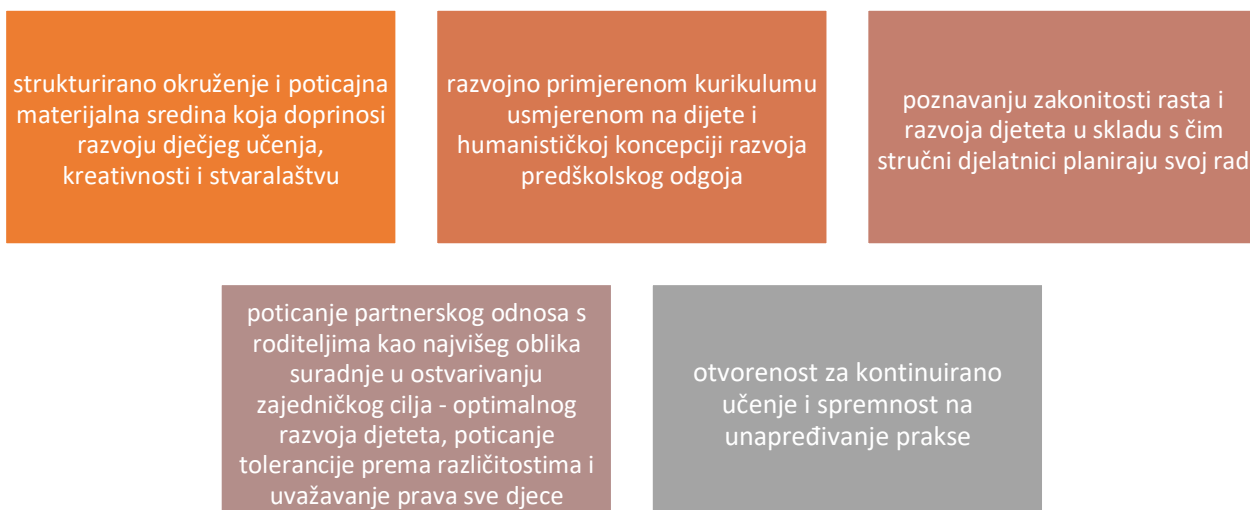 strukturirano okruženje i poticajna
materijalna sredina koja doprinosi
razvoju dječjeg učenja,
kreativnosti i stvaralaštvu
razvojno primjerenom kurikulumu
usmjerenom na dijete i
humanističkoj koncepciji razvoja
predškolskog odgoja
poznavanju zakonitosti rasta i
razvoja djeteta u skladu s čim
stručni djelatnici planiraju svoj rad
poticanje partnerskog odnosa s
roditeljima kao najvišeg oblika
suradnje u ostvarivanju
zajedničkog cilja - optimalnog
razvoja djeteta, poticanje
tolerancije prema različitostima i
uvažavanje prava sve djece
otvorenost za kontinuirano
učenje i spremnost na
unapređivanje prakse